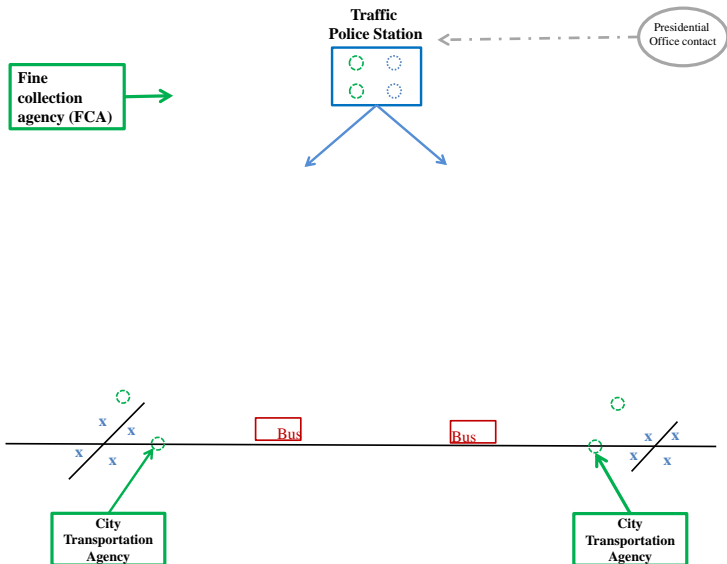 Traffic
Police Station
Presidential
Office contact
Fine
collection
agency (FCA)
x
x
x
x
Bus
Bus
x
x
x
x
City
Transportation
Agency
City
Transportation
Agency